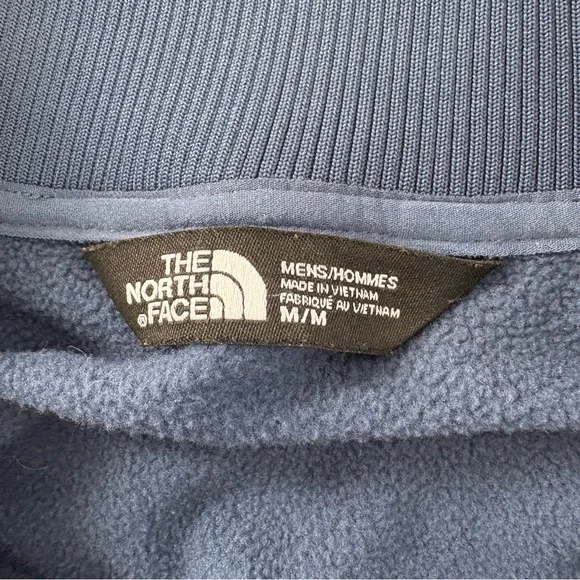 THE
NORTH
®FACE
MENS/HOMMES
MADE IN VIETNAM
FABRIQUÉ AU VIETNAM
M/M